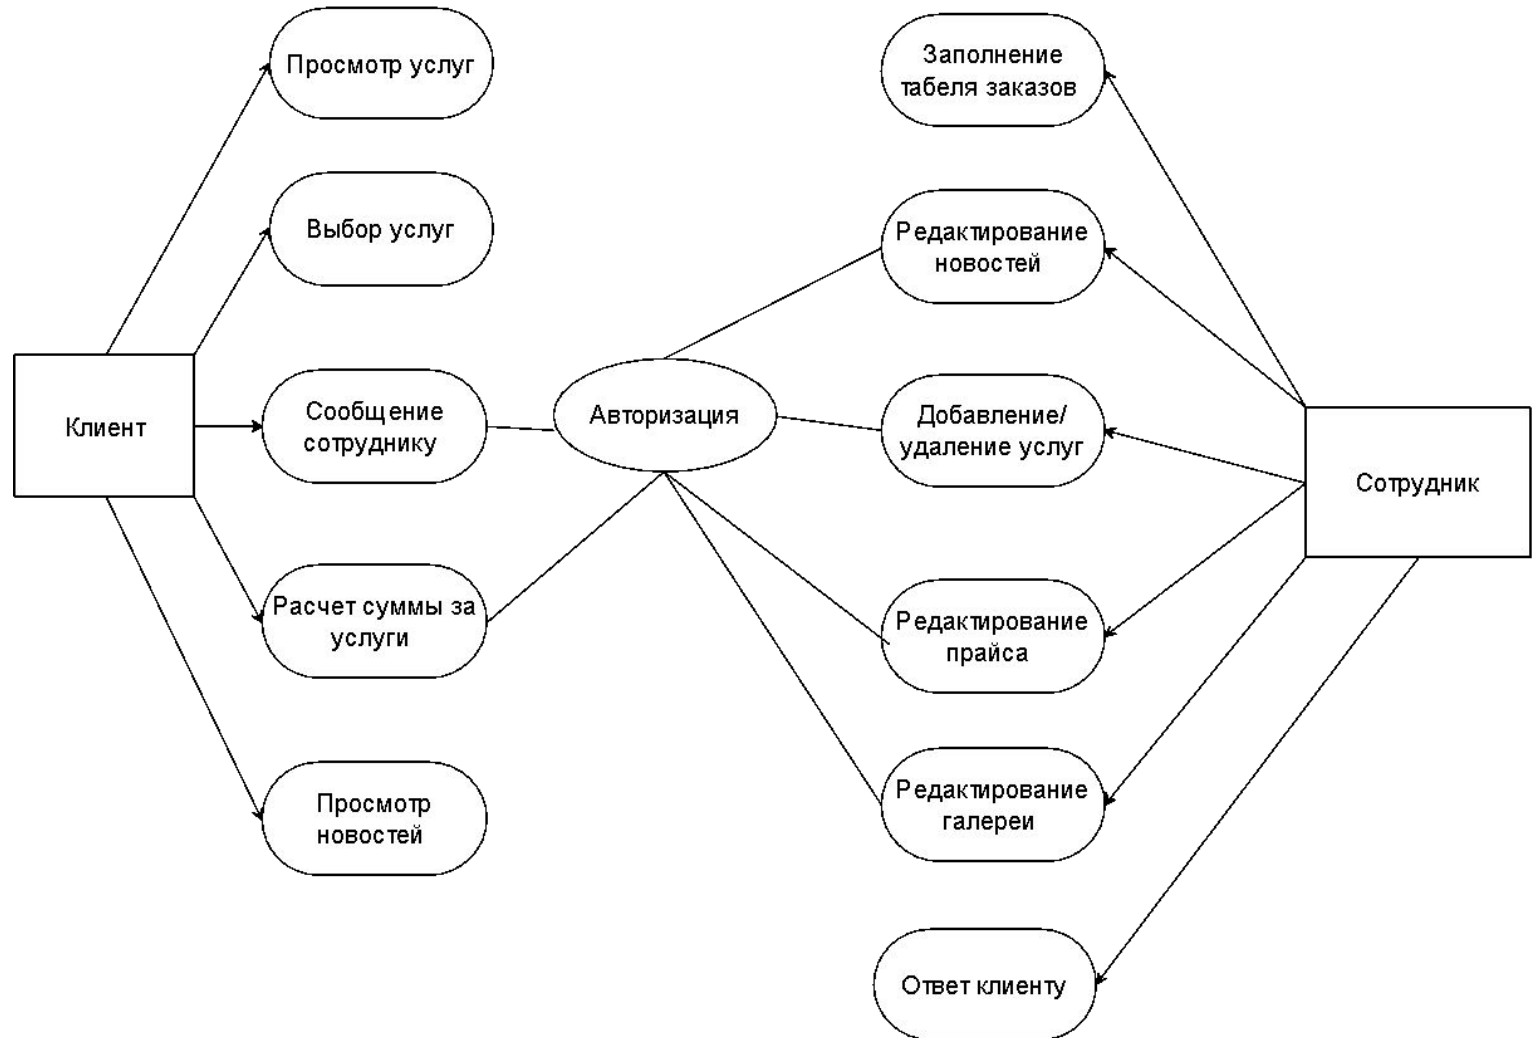 Просмотр услуг
Заполнение
табеля заказов
Выбор услуг
Редактирование
новостей
Клиент
Сообщение
сотруднику
Авторизация
Добавление/
удаление услуг
Сотрудник
Расчет суммы за
услуги
Редактирование
прайса
Просмотр
новостей
Редактирование
галереи
Ответ клиенту